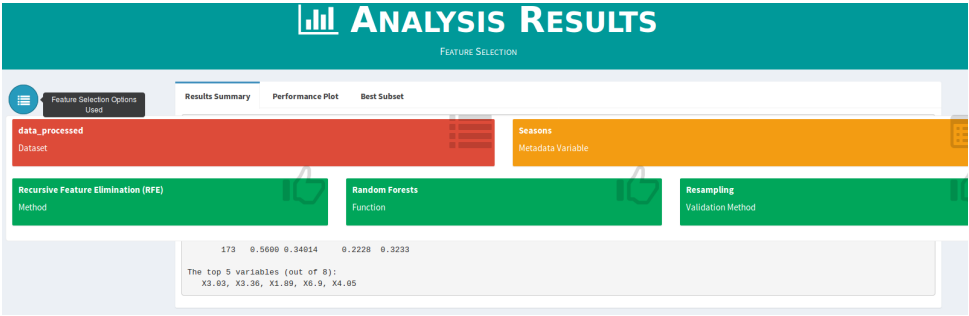 ANALYSIS RESULTS
FEATURE SELECTION
Feature Selection Options
Used
Results Summary Performance Plot Best Subset
data_processed
Dataset
Seasons
Metadata Variable
Recursive Feature Elimination (RFE)
Method
Random Forests
Function
Resampling
Validation Method
173 0.5600 0.34014 0.2228 0.3233
The top 5 variables (out of 8):
X3.03, X3.36, X1.89, X6.9, X4.05